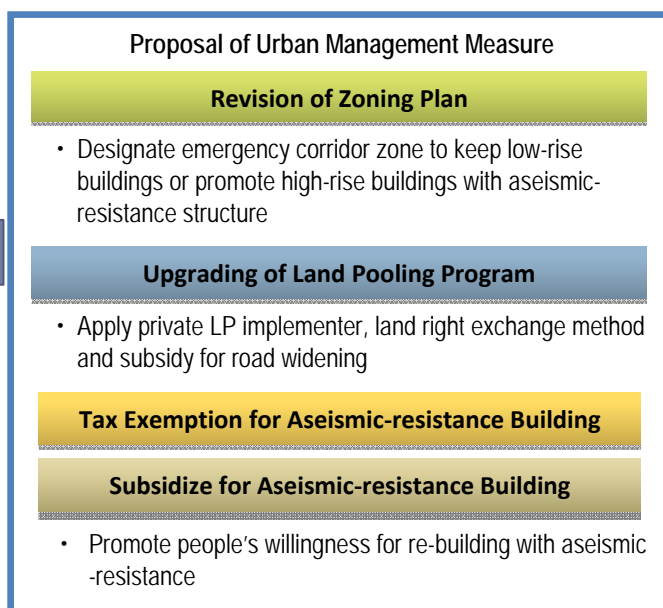 Proposal of Urban Management Measure
Revision of Zoning Plan
・ Designate emergency corridor zone to keep low-rise
buildings or promote high-rise buildings with aseismic-
resistance structure
Upgrading of Land Pooling Program
・ Apply private LP implementer, land right exchange method
and subsidy for road widening
Tax Exemption for Aseismic-resistance Building
Subsidize for Aseismic-resistance Building
・ Promote people's willingness for re-building with aseismic
-resistance